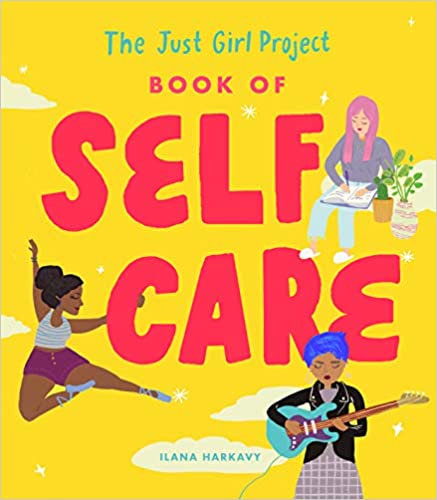 The Just Girl Project
BOOK OF
SELF
CARE
ILANA HARKAVY